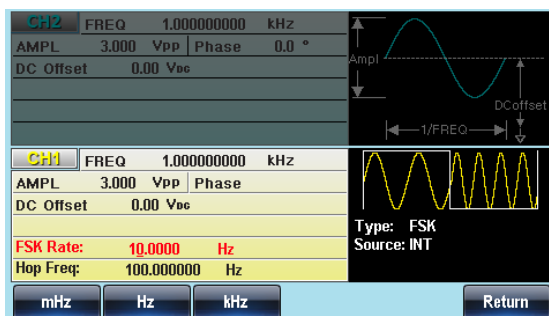 CH2 FREQ 1.000000000 kHz
AMPL 3.000 Vpp Phase 0.0 °
DC Offset 0.00 VDC
Ampl
DCoffset
1/FREQ
CH1 FREQ 1.000000000 kHz
AMPL 3.000 Vpp Phase
DC Offset 0.00 VDC
Type: FSK
Source: INT
FSK Rate: 10.0000 Hz
Hop Freq: 100.000000 Hz
mHz Hz kHz Return